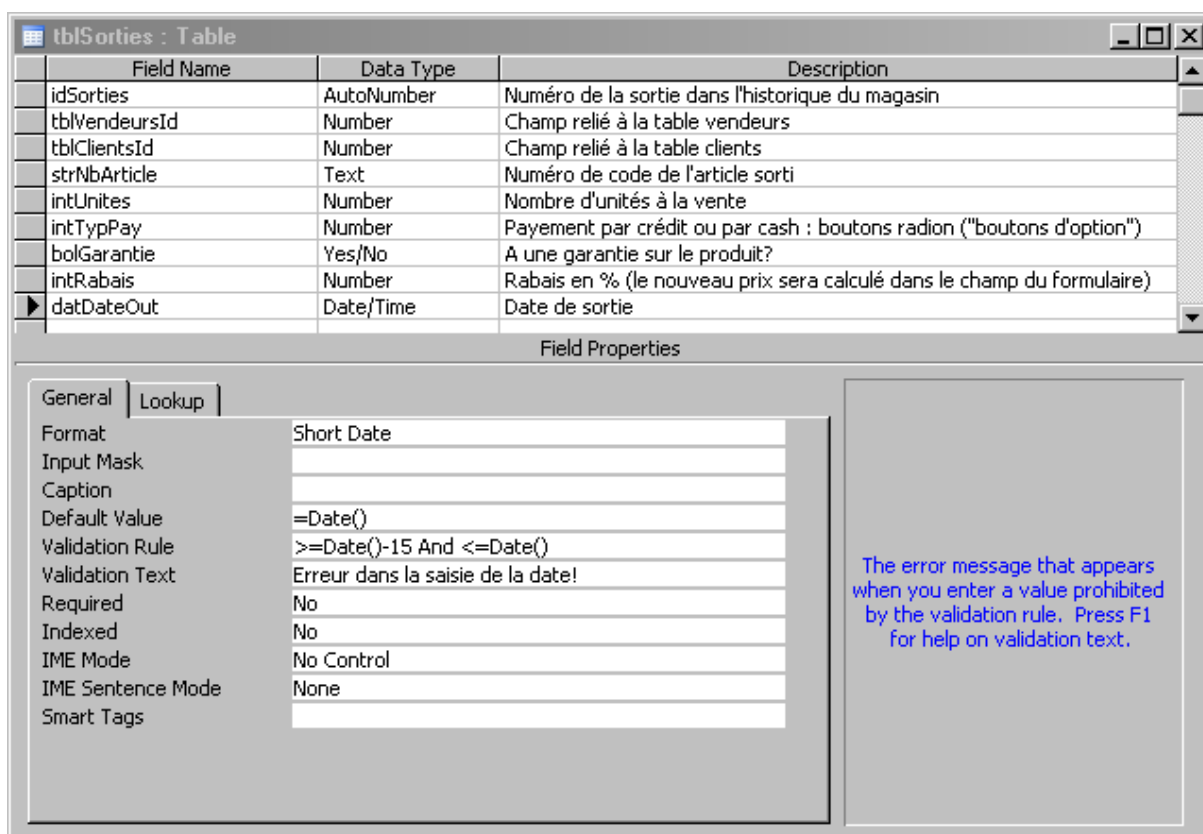 tblSorties : Table
Field Name Data Type Description
idSorties AutoNumber Numéro de la sortie dans l'historique du magasin
tblVendeursId Number Champ relié à la table vendeurs
tblClientsId Number Champ relié à la table clients
strNbArticle Text Numéro de code de l'article sorti
intUnites Number Nombre d'unités à la vente
intTypPay Number Payement par crédit ou par cash : boutons radion ("boutons d'option")
bolGarantie Yes/No A une garantie sur le produit?
intRabais Number Rabais en % (le nouveau prix sera calculé dans le champ du formulaire)
datDateOut Date/Time Date de sortie
Field Properties
General Lookup
Format Short Date
Input Mask
Caption
Default Value =Date()
Validation Rule >=Date()-15 And <=Date()
Validation Text Erreur dans la saisie de la date!
Required No
Indexed No
IME Mode No Control
IME Sentence Mode None
Smart Tags
The error message that appears
when you enter a value prohibited
by the validation rule. Press F1
for help on validation text.